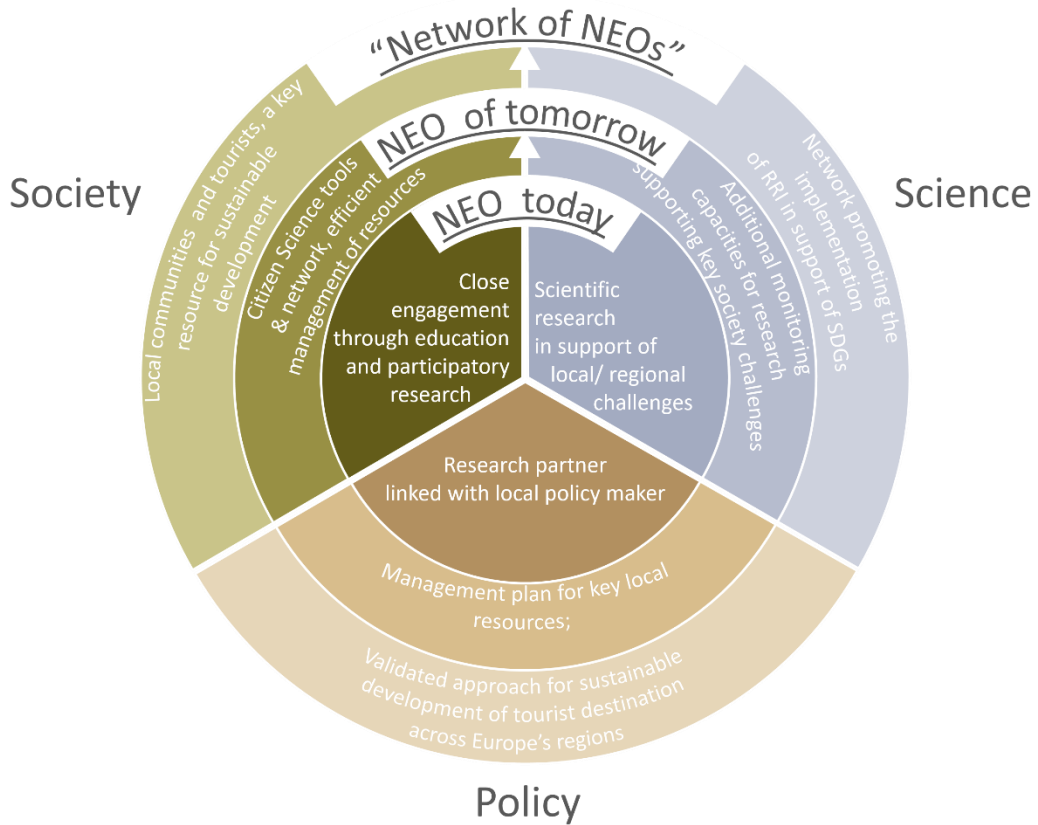 “Network of NEOs”
NEO of tomorrow
NEO today
Society
Science
Policy
Local communities and tourists, a key
resource for sustainable
development
Citizen Science tools
& network, efficient
management of resources
Close
engagement
through education
and participatory
research
Scientific
research
in support of
local/ regional
challenges
Additional monitoring
capacities for research
supporting key society challenges
Network promoting the
implementation
of RRI in support of SDGs
Research partner
linked with local policy maker
Management plan for key local
resources;
Validated approach for sustainable
development of tourist destination
across Europe’s regions